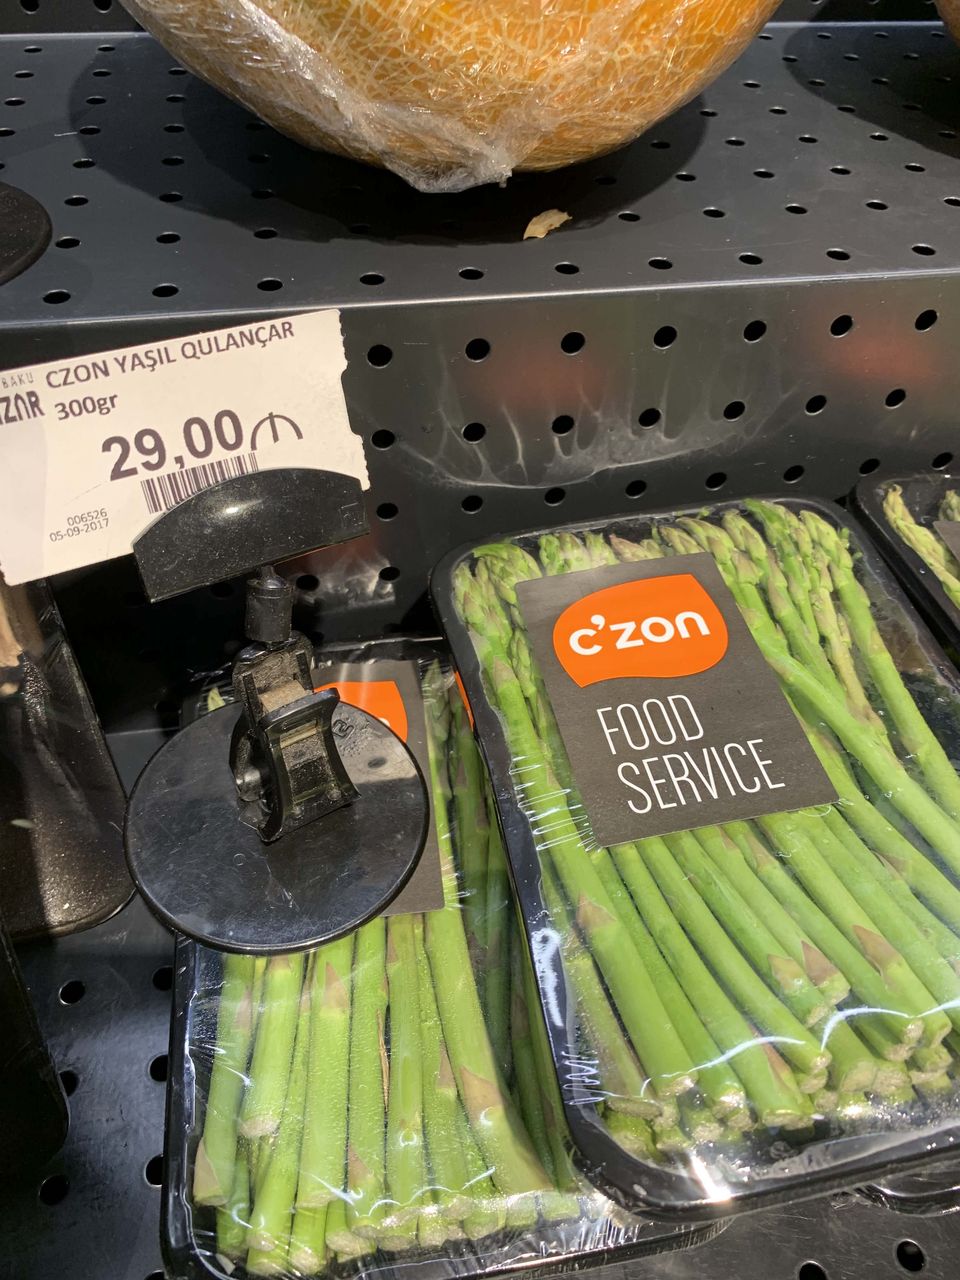 BAKU
CZON YAŞIL QULANÇAR
300gr
29,00 ₼
006526
05-09-2017
c'zon
FOOD
SERVICE